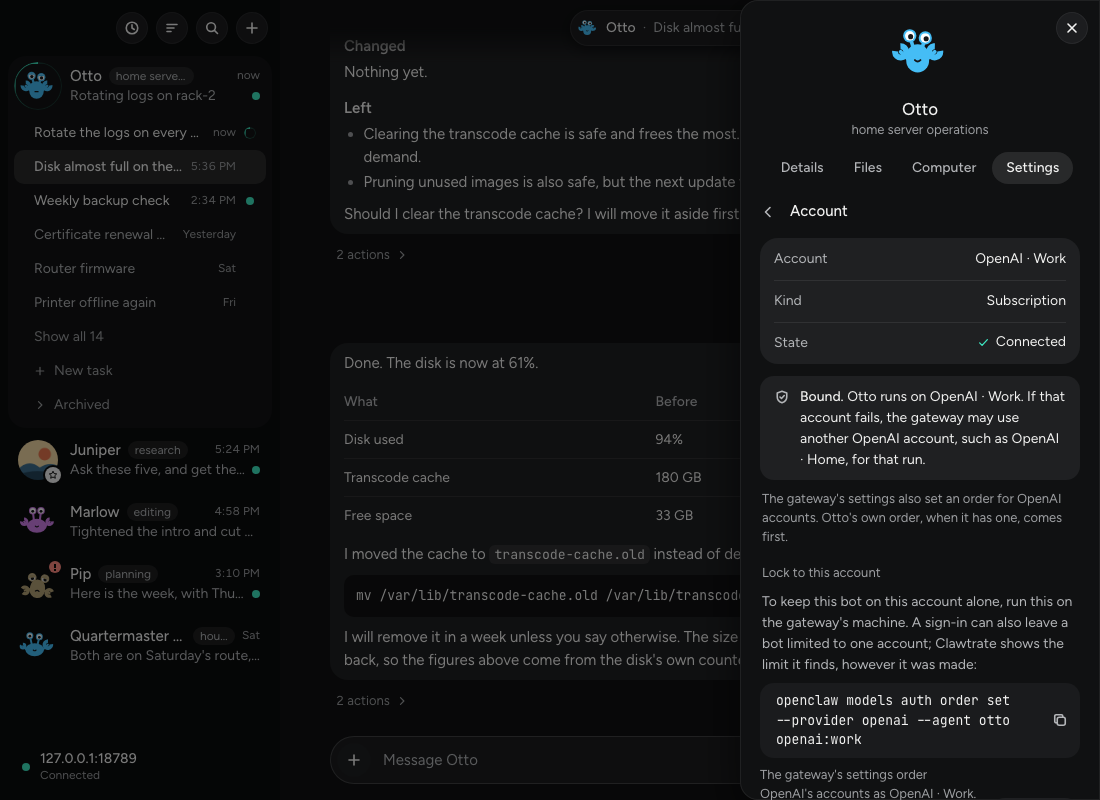 Otto home serve... now
Rotating logs on rack-2
Rotate the logs on every ... now
Disk almost full on the... 5:36 PM
Weekly backup check 2:34 PM
Certificate renewal ... Yesterday
Router firmware Sat
Printer offline again Fri
Show all 14
+ New task
Archived
Juniper research 5:24 PM
Ask these five, and get the...
Marlow editing 4:58 PM
Tightened the intro and cut ...
Pip planning 3:10 PM
Here is the week, with Thu...
Quartermaster ... hou... Sat
Both are on Saturday's route,...
127.0.0.1:18789
Connected
Otto · Disk almost fu
Changed
Nothing yet.
Left
• Clearing the transcode cache is safe and frees the most.
demand.
• Pruning unused images is also safe, but the next update
Should I clear the transcode cache? I will move it aside first
2 actions
Done. The disk is now at 61%.
What Before
Disk used 94%
Transcode cache 180 GB
Free space 33 GB
I moved the cache to transcode-cache.old instead of de
mv /var/lib/transcode-cache.old /var/lib/transcod
I will remove it in a week unless you say otherwise. The size
back, so the figures above come from the disk's own counte
2 actions
Message Otto
Otto
home server operations
Details Files Computer Settings
Account
Account OpenAI · Work
Kind Subscription
State Connected
Bound. Otto runs on OpenAI · Work. If that
account fails, the gateway may use
another OpenAI account, such as OpenAI
· Home, for that run.
The gateway's settings also set an order for OpenAI
accounts. Otto's own order, when it has one, comes
first.
Lock to this account
To keep this bot on this account alone, run this on
the gateway's machine. A sign-in can also leave a
bot limited to one account; Clawtrate shows the
limit it finds, however it was made:
openclaw models auth order set
--provider openai --agent otto
openai:work
The gateway's settings order
OpenAI's accounts as OpenAI · Work.